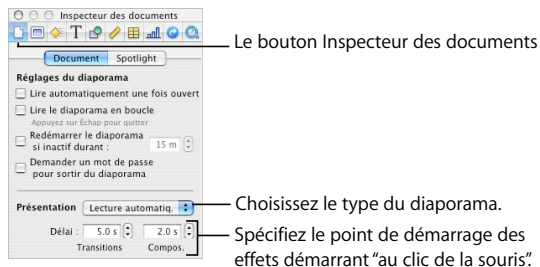 Inspecteur des documents
T
Le bouton Inspecteur des documents
Document Spotlight
Réglages du diaporama
Lire automatiquement une fois ouvert
Lire le diaporama en boucle
Appuyez sur Échap pour quitter
Redémarrer le diaporama
si inactif durant : 15 m
Demander un mot de passe
pour sortir du diaporama
Présentation Lecture automatiq.
Choisissez le type du diaporama.
Délai : 5.0 s 2.0 s
Transitions Compos.
Spécifiez le point de démarrage des
effets démarrant “au clic de la souris”.